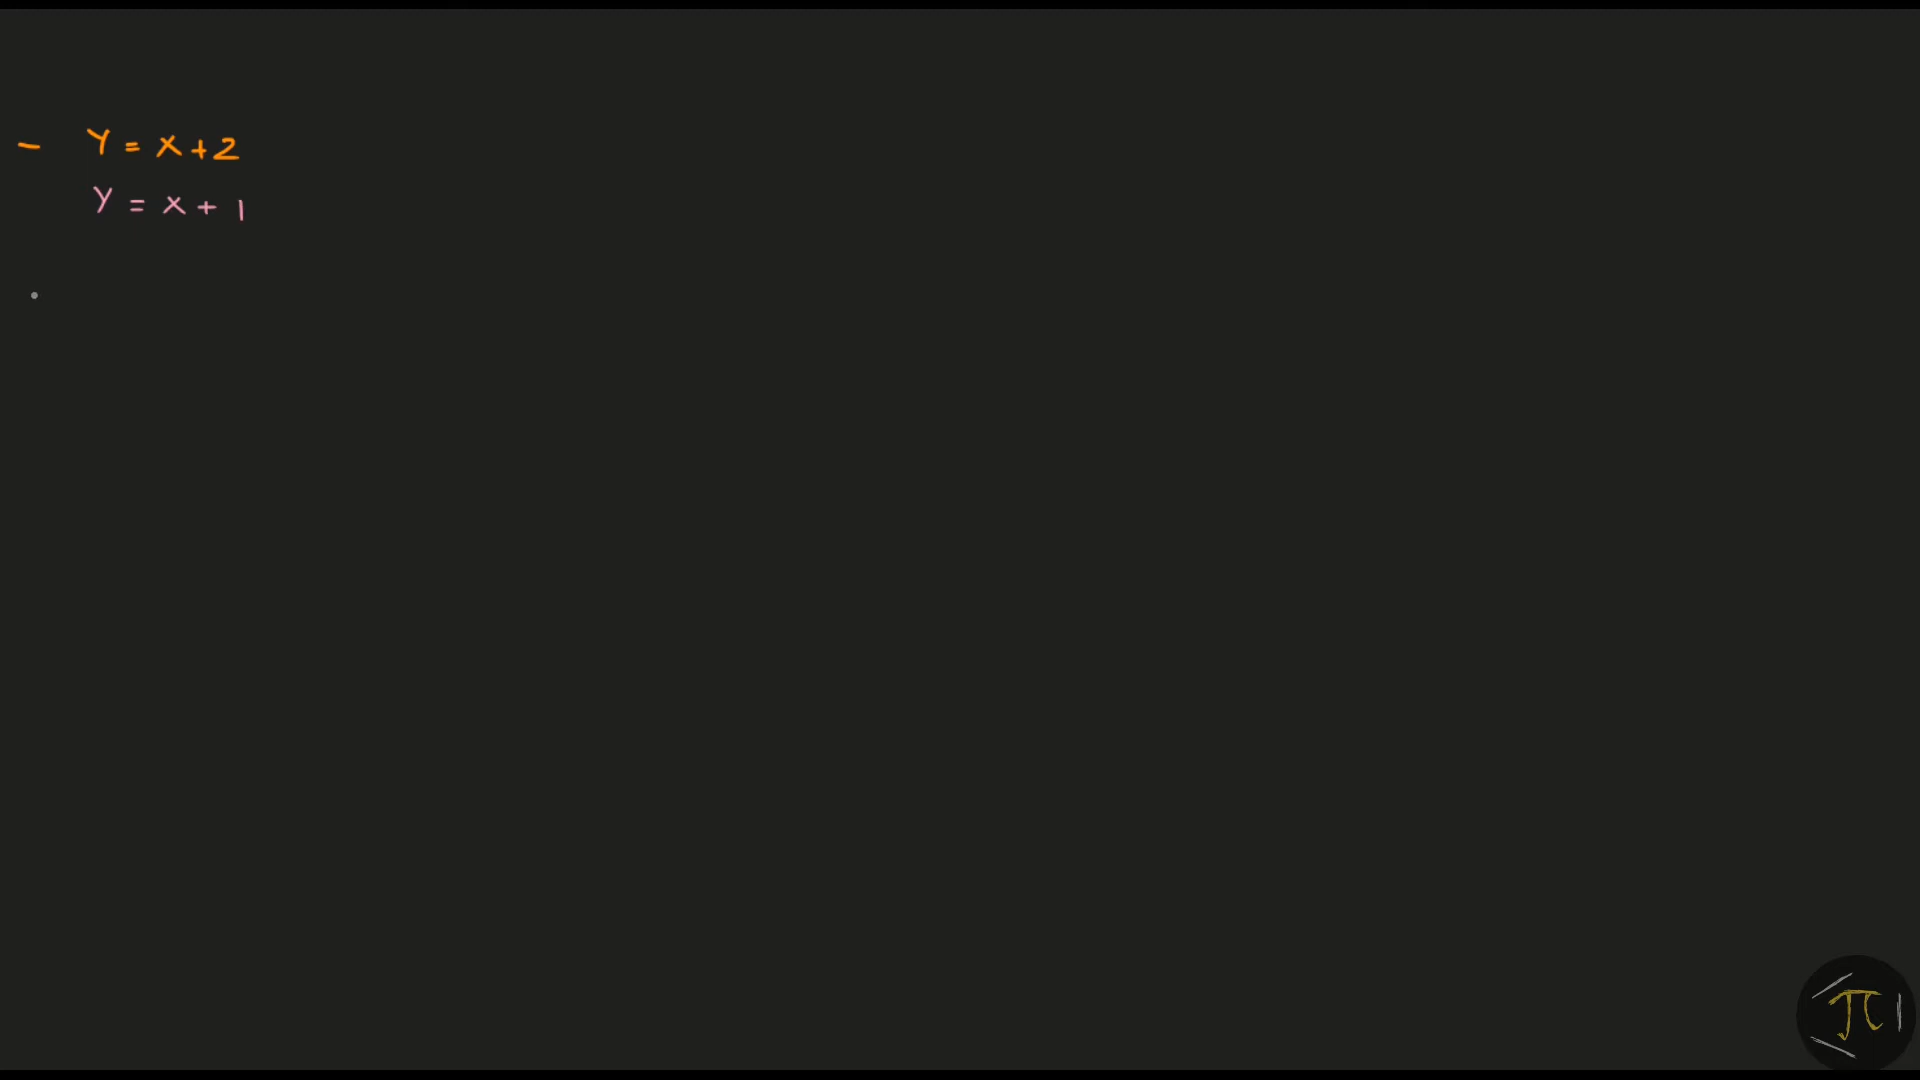 - Y = X + 2
Y = X + 1
π